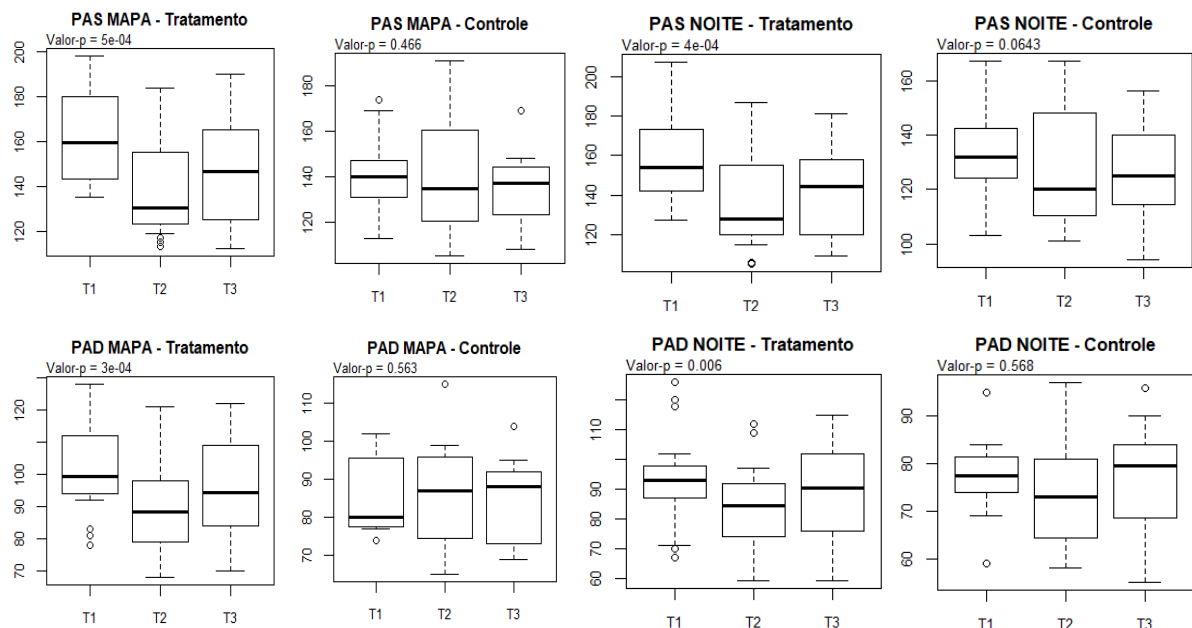 PAS MAPA - Tratamento
Valor-p = 5e-04
200
180
160
140
120
T1 T2 T3
PAS MAPA - Controle
Valor-p = 0.466
180
160
140
120
T1 T2 T3
PAS NOITE - Tratamento
Valor-p = 4e-04
200
180
160
140
120
T1 T2 T3
PAS NOITE - Controle
Valor-p = 0.0643
160
140
120
100
T1 T2 T3
PAD MAPA - Tratamento
Valor-p = 3e-04
120
100
90
80
70
T1 T2 T3
PAD MAPA - Controle
Valor-p = 0.563
110
100
90
80
70
T1 T2 T3
PAD NOITE - Tratamento
Valor-p = 0.006
110
90
80
70
60
T1 T2 T3
PAD NOITE - Controle
Valor-p = 0.568
90
80
70
60
T1 T2 T3